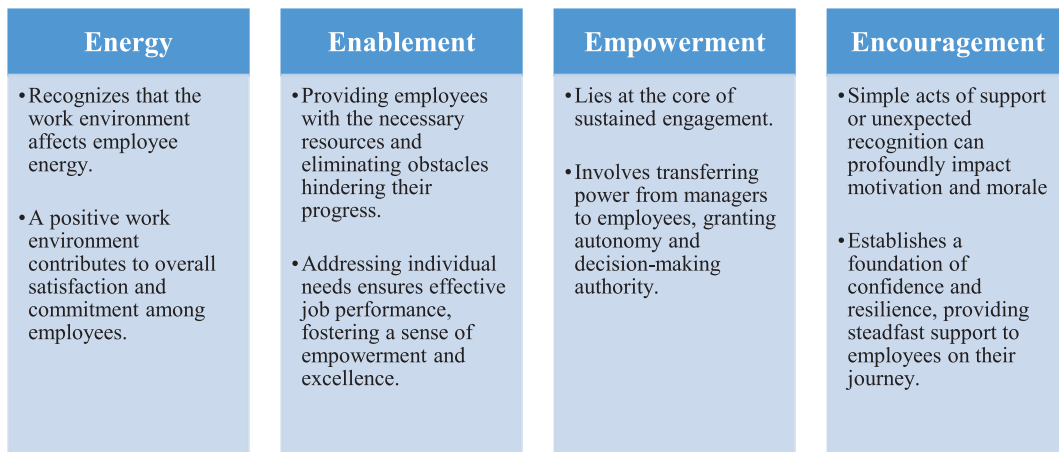 Energy
•Recognizes that the
work environment
affects employee
energy.
•A positive work
environment
contributes to overall
satisfaction and
commitment among
employees.
Enablement
•Providing employees
with the necessary
resources and
eliminating obstacles
hindering their
progress.
•Addressing individual
needs ensures effective
job performance,
fostering a sense of
empowerment and
excellence.
Empowerment
•Lies at the core of
sustained engagement.
•Involves transferring
power from managers
to employees, granting
autonomy and
decision-making
authority.
Encouragement
•Simple acts of support
or unexpected
recognition can
profoundly impact
motivation and morale
•Establishes a
foundation of
confidence and
resilience, providing
steadfast support to
employees on their
journey.